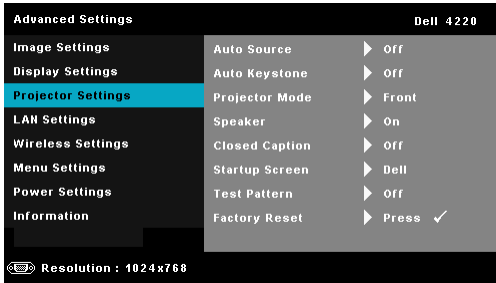 Advanced Settings Dell 4220
Image Settings
Display Settings
Projector Settings
LAN Settings
Wireless Settings
Menu Settings
Power Settings
Information
Auto Source Off
Auto Keystone Off
Projector Mode Front
Speaker On
Closed Caption Off
Startup Screen Dell
Test Pattern Off
Factory Reset Press
Resolution : 1024x768